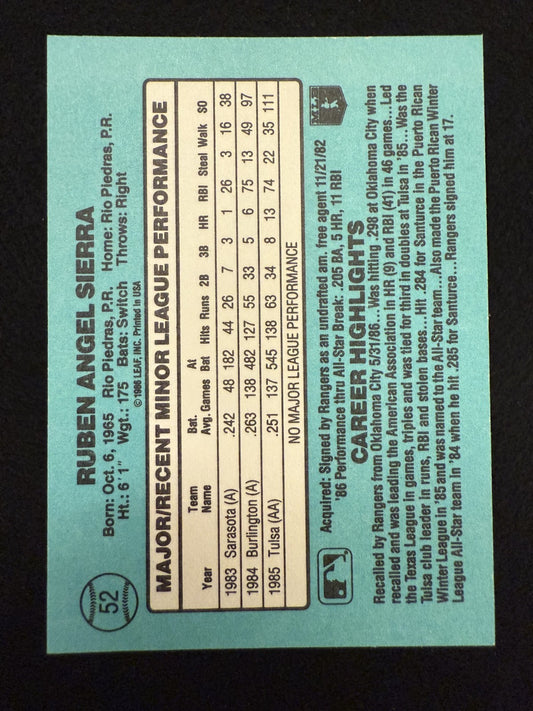 52
RUBEN ANGEL SIERRA
Born: Oct. 6, 1965 Rio Piedras, P.R. Home: Rio Piedras, P.R.
Ht.: 6'1" Wgt.: 175 Bats: Switch Throws: Right
©1986 LEAF, INC. Printed in USA
MAJOR/RECENT MINOR LEAGUE PERFORMANCE
Year Team Name Bat. Avg. Games At Bat Hits Runs 2B 3B HR RBI Steal Walk SO
1983 Sarasota (A) .242 48 182 44 26 7 3 1 26 3 16 38
1984 Burlington (A) .263 138 482 127 55 33 5 6 75 13 49 97
1985 Tulsa (AA) .251 137 545 138 63 34 8 13 74 22 35 111
NO MAJOR LEAGUE PERFORMANCE
Acquired: Signed by Rangers as an undrafted am. free agent 11/21/82
'86 Performance thru All-Star Break: .205 BA, 5 HR, 11 RBI
CAREER HIGHLIGHTS
Recalled by Rangers from Oklahoma City 5/31/86...Was hitting .298 at Oklahoma City when
recalled and was leading the American Association in HR (9) and RBI (41) in 46 games...Led
the Texas League in games, triples and was tied for third in doubles at Tulsa in '85...Was the
Tulsa club leader in runs, RBI and stolen bases...Hit .264 for Santurce in the Puerto Rican
Winter League in '85 and was named to the All-Star team...Also made the Puerto Rican Winter
League All-Star team in '84 when he hit .285 for Santurce...Rangers signed him at 17.